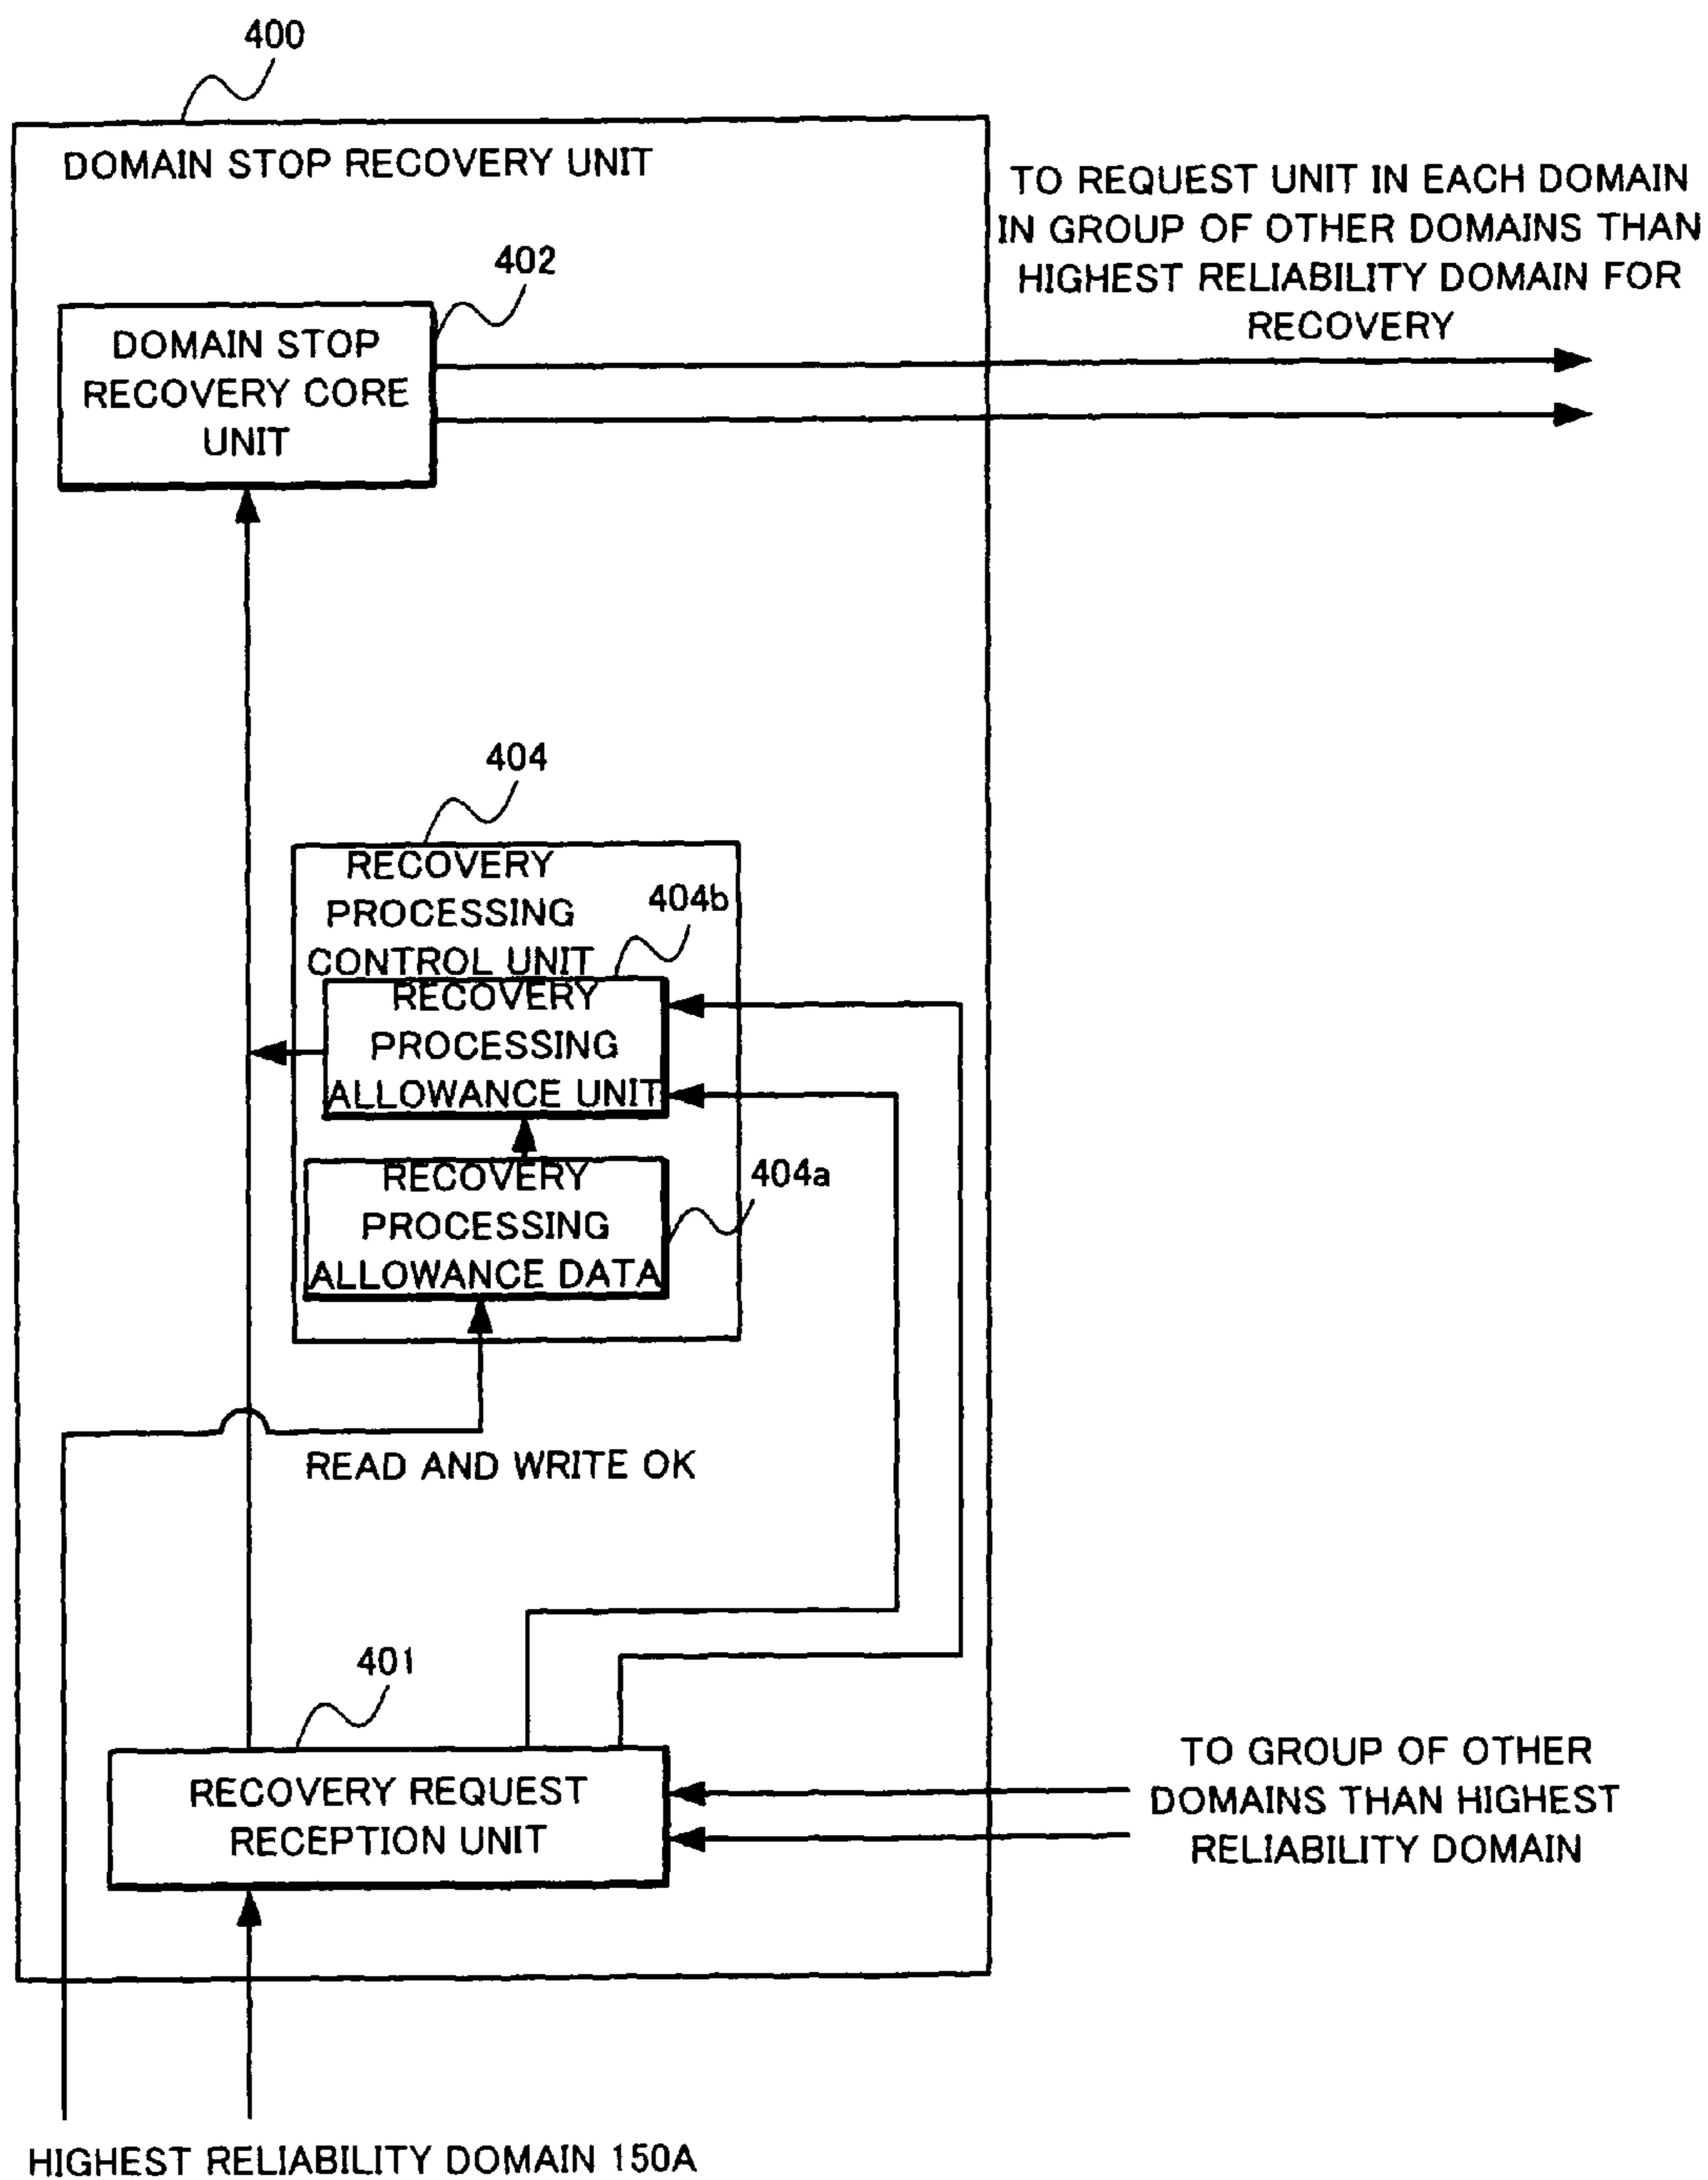 400
DOMAIN STOP RECOVERY UNIT
TO REQUEST UNIT IN EACH DOMAIN
IN GROUP OF OTHER DOMAINS THAN
HIGHEST RELIABILITY DOMAIN FOR
RECOVERY
402
DOMAIN STOP
RECOVERY CORE
UNIT
404
RECOVERY
PROCESSING
CONTROL UNIT
404b
RECOVERY
PROCESSING
ALLOWANCE UNIT
404a
RECOVERY
PROCESSING
ALLOWANCE DATA
READ AND WRITE OK
401
RECOVERY REQUEST
RECEPTION UNIT
TO GROUP OF OTHER
DOMAINS THAN HIGHEST
RELIABILITY DOMAIN
HIGHEST RELIABILITY DOMAIN 150A